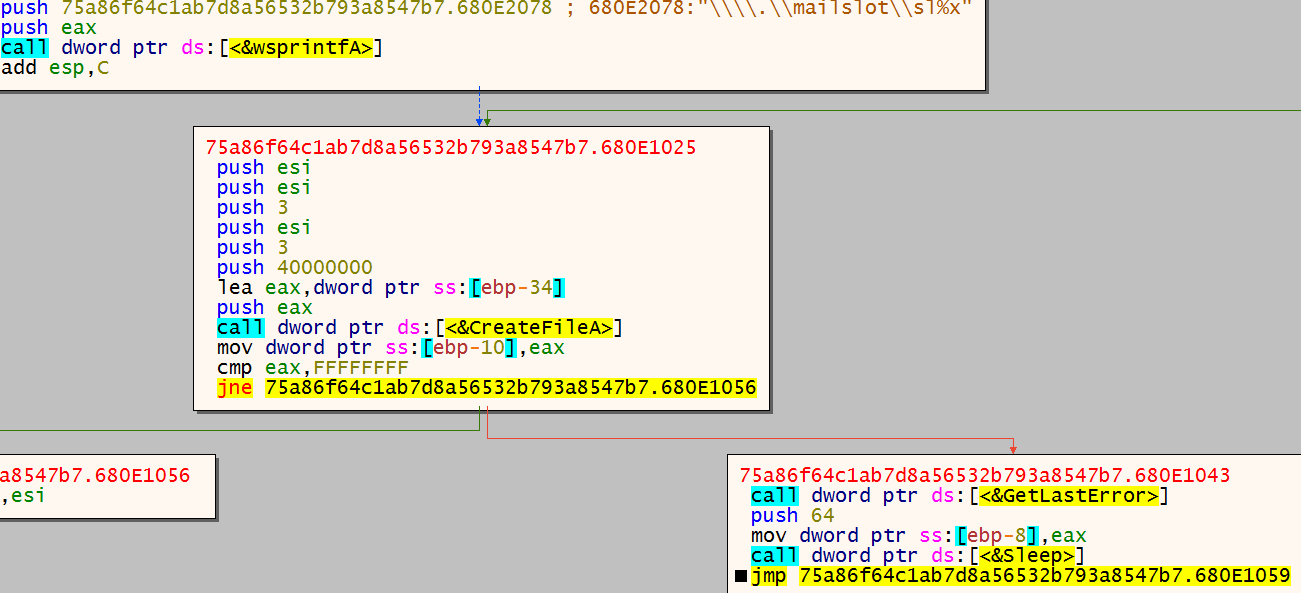 push 75a86f64c1ab7d8a56532b793a8547b7.680E2078 ; 680E2078:"\\\\.\\mailslot\\sl%x"
push eax
call dword ptr ds:[<&wsprintfA>]
add esp,C
75a86f64c1ab7d8a56532b793a8547b7.680E1025
push esi
push esi
push 3
push esi
push 3
push 40000000
lea eax,dword ptr ss:[ebp-34]
push eax
call dword ptr ds:[<&CreateFileA>]
mov dword ptr ss:[ebp-10],eax
cmp eax,FFFFFFFF
jne 75a86f64c1ab7d8a56532b793a8547b7.680E1056
a8547b7.680E1056
,esi
75a86f64c1ab7d8a56532b793a8547b7.680E1043
call dword ptr ds:[<&GetLastError>]
push 64
mov dword ptr ss:[ebp-8],eax
call dword ptr ds:[<&Sleep>]
jmp 75a86f64c1ab7d8a56532b793a8547b7.680E1059